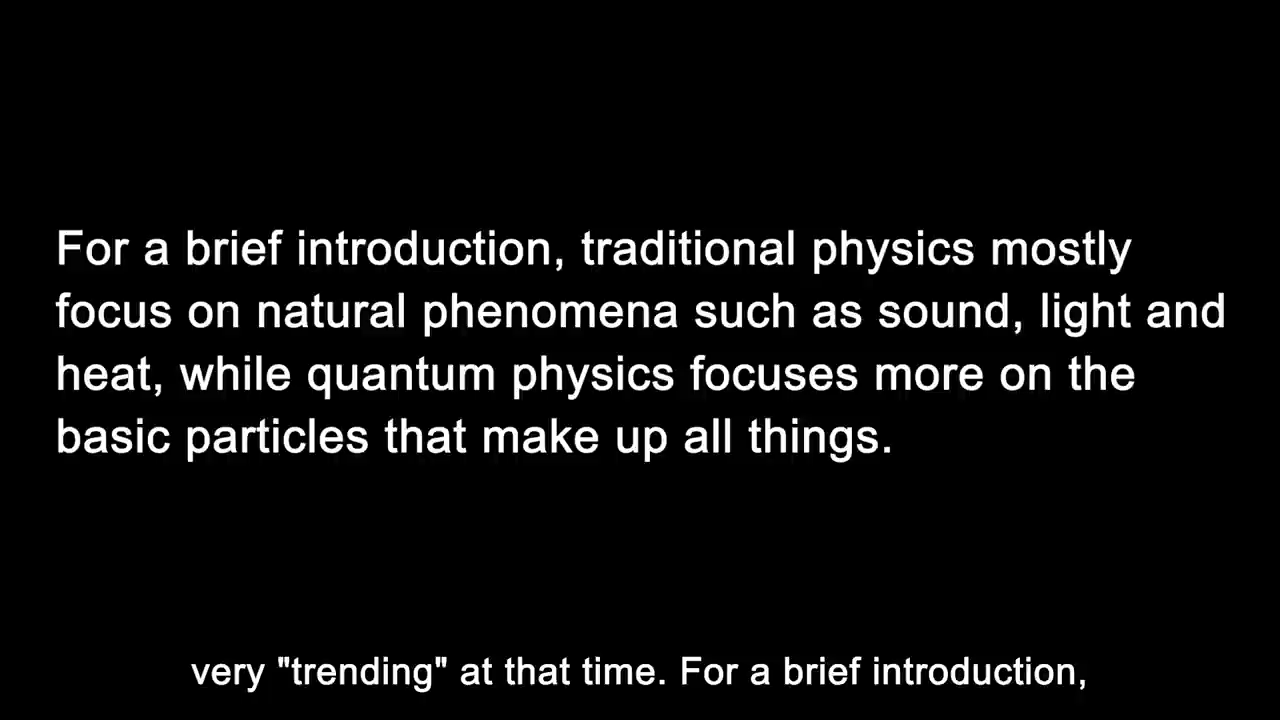 For a brief introduction, traditional physics mostly
focus on natural phenomena such as sound, light and
heat, while quantum physics focuses more on the
basic particles that make up all things.
very "trending" at that time. For a brief introduction,